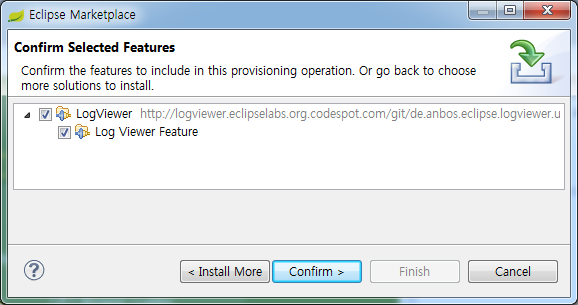 Eclipse Marketplace
Confirm Selected Features
Confirm the features to include in this provisioning operation. Or go back to choose
more solutions to install.
LogViewer http://logviewer.eclipselabs.org.codespot.com/git/de.anbos.eclipse.logviewer.u
Log Viewer Feature
?
< Install More
Confirm >
Finish
Cancel